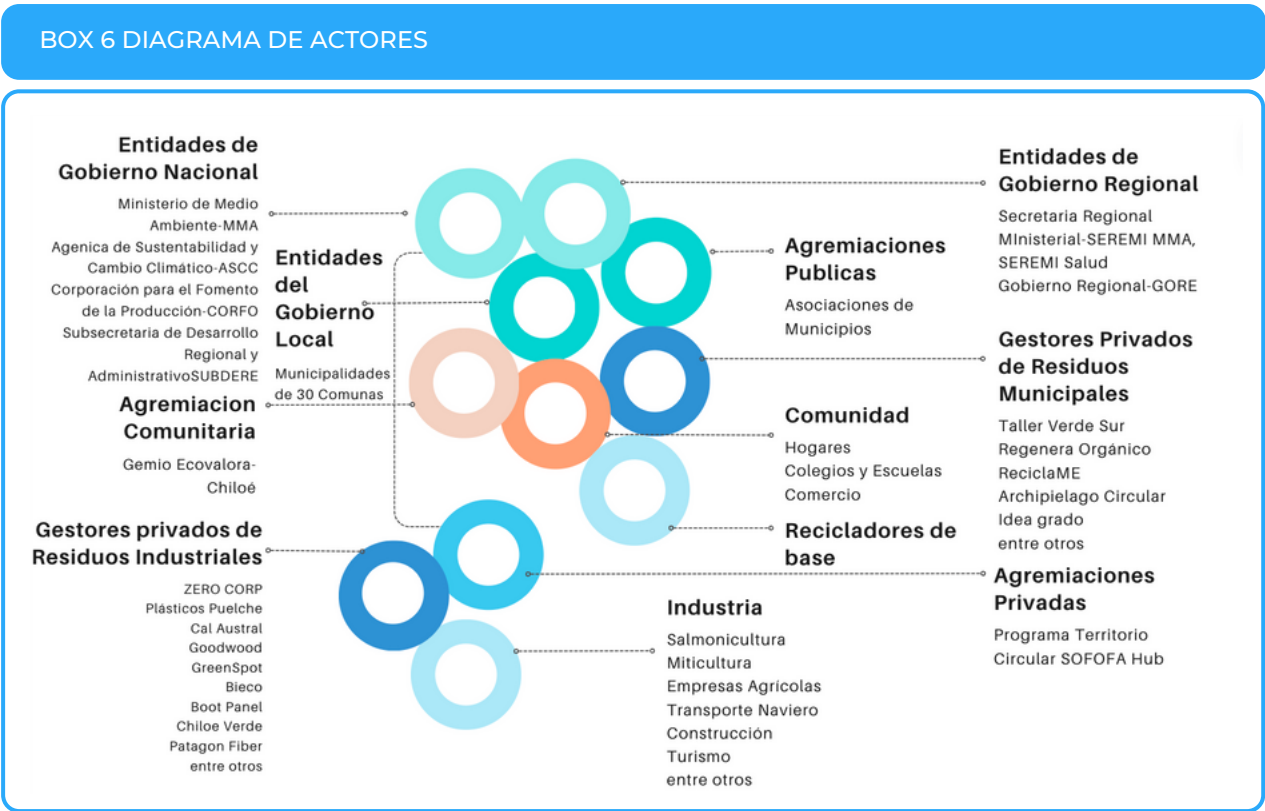 BOX 6 DIAGRAMA DE ACTORES
Entidades de
Gobierno Nacional
Ministerio de Medio
Ambiente-MMA
Agenica de Sustentabilidad y
Cambio Climático-ASCC
Corporación para el Fomento
de la Producción-CORFO
Subsecretaria de Desarrollo
Regional y
AdministrativoSUBDERE
Entidades
del
Gobierno
Local
Municipalidades
de 30 Comunas
Agremiacion
Comunitaria
Gemio Ecovalora-
Chiloé
Gestores privados de
Residuos Industriales
ZERO CORP
Plásticos Puelche
Cal Austral
Goodwood
GreenSpot
Bieco
Boot Panel
Chiloe Verde
Patagon Fiber
entre otros
Agremiaciones
Publicas
Asociaciones de
Municipios
Comunidad
Hogares
Colegios y Escuelas
Comercio
Recicladores de
base
Industria
Salmonicultura
Miticultura
Empresas Agrícolas
Transporte Naviero
Construcción
Turismo
entre otros
Entidades de
Gobierno Regional
Secretaria Regional
MInisterial-SEREMI MMA,
SEREMI Salud
Gobierno Regional-GORE
Gestores Privados
de Residuos
Municipales
Taller Verde Sur
Regenera Orgánico
ReciclaME
Archipielago Circular
Idea grado
entre otros
Agremiaciones
Privadas
Programa Territorio
Circular SOFOFA Hub